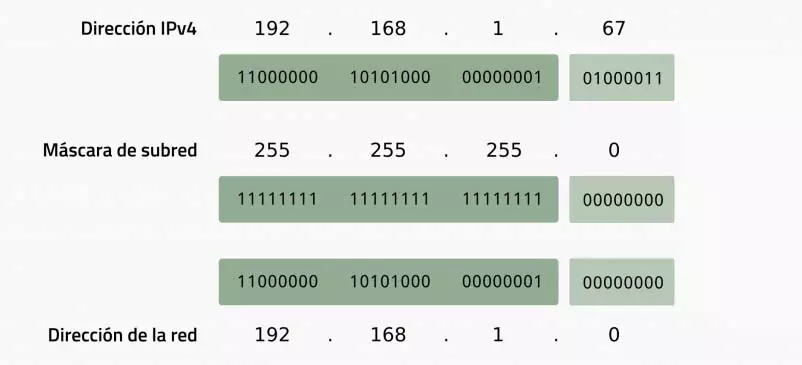 Dirección IPv4 192 . 168 . 1 . 67
11000000 10101000 00000001 01000011
Máscara de subred 255 . 255 . 255 . 0
11111111 11111111 11111111 00000000
11000000 10101000 00000001 00000000
Dirección de la red 192 . 168 . 1 . 0